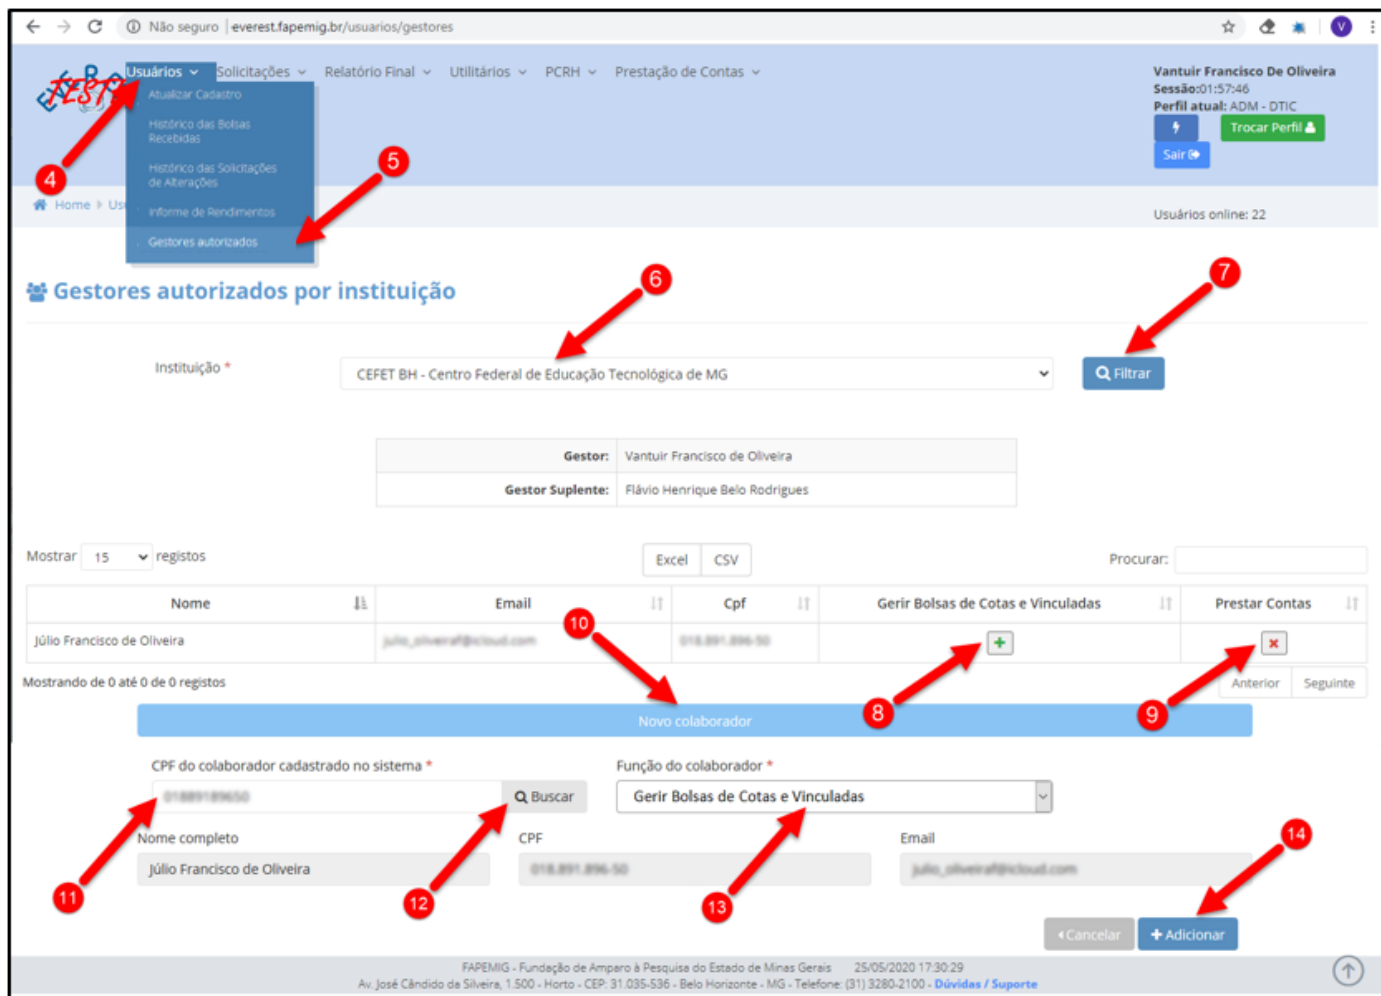 Não seguro | everest.fapemig.br/usuarios/gestores
V
EVEREST
TESTE
Usuários Solicitações Relatório Final Utilitários PCRH Prestação de Contas
Atualizar Cadastro
Histórico das Bolsas
Recebidas
Histórico das Solicitações
de Alterações
Informe de Rendimentos
Gestores autorizados
Vantuir Francisco De Oliveira
Sessão:01:57:46
Perfil atual: ADM - DTIC
Trocar Perfil
Sair
4
5
Home Us
Usuários online: 22
Gestores autorizados por instituição
6
7
Instituição *
CEFET BH - Centro Federal de Educação Tecnológica de MG
Filtrar
Gestor: Vantuir Francisco de Oliveira
Gestor Suplente: Flávio Henrique Belo Rodrigues
Mostrar 15 registos
Excel CSV
Procurar:
Nome Email Cpf Gerir Bolsas de Cotas e Vinculadas Prestar Contas
Júlio Francisco de Oliveira
10
8
9
Mostrando de 0 até 0 de 0 registos
Anterior Seguinte
Novo colaborador
CPF do colaborador cadastrado no sistema *
Função do colaborador *
Buscar
Gerir Bolsas de Cotas e Vinculadas
Nome completo CPF Email
Júlio Francisco de Oliveira
11
12
13
14
Cancelar
+ Adicionar
FAPEMIG - Fundação de Amparo à Pesquisa do Estado de Minas Gerais 25/05/2020 17:30:29
Av. José Cândido da Silveira, 1.500 - Horto - CEP: 31.035-536 - Belo Horizonte - MG - Telefone: (31) 3280-2100 - Dúvidas / Suporte